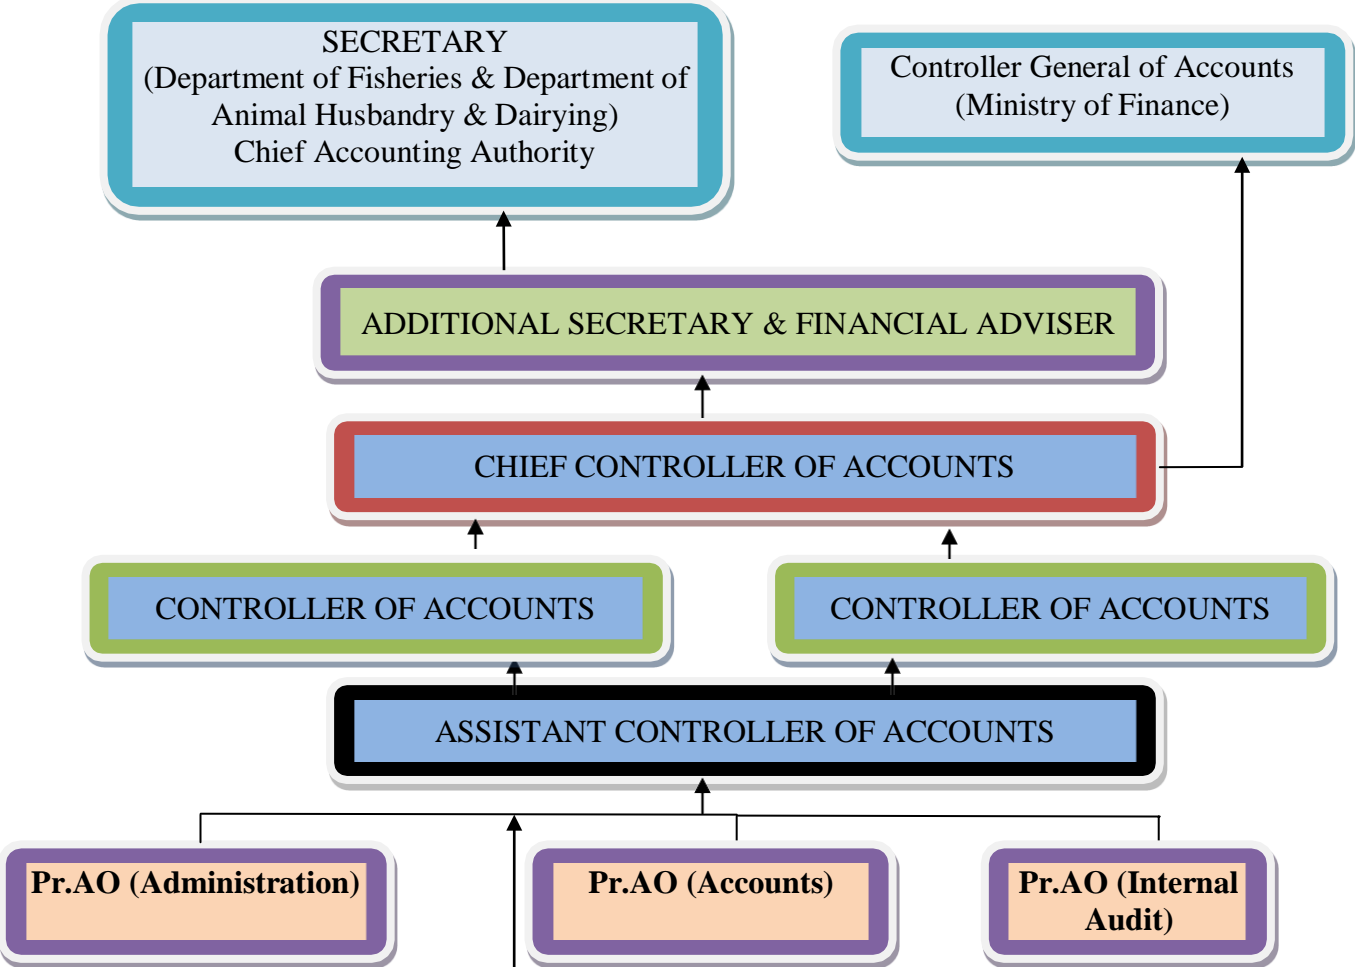 SECRETARY
(Department of Fisheries & Department of
Animal Husbandry & Dairying)
Chief Accounting Authority
Controller General of Accounts
(Ministry of Finance)
ADDITIONAL SECRETARY & FINANCIAL ADVISER
CHIEF CONTROLLER OF ACCOUNTS
CONTROLLER OF ACCOUNTS
CONTROLLER OF ACCOUNTS
ASSISTANT CONTROLLER OF ACCOUNTS
Pr.AO (Administration)
Pr.AO (Accounts)
Pr.AO (Internal
Audit)